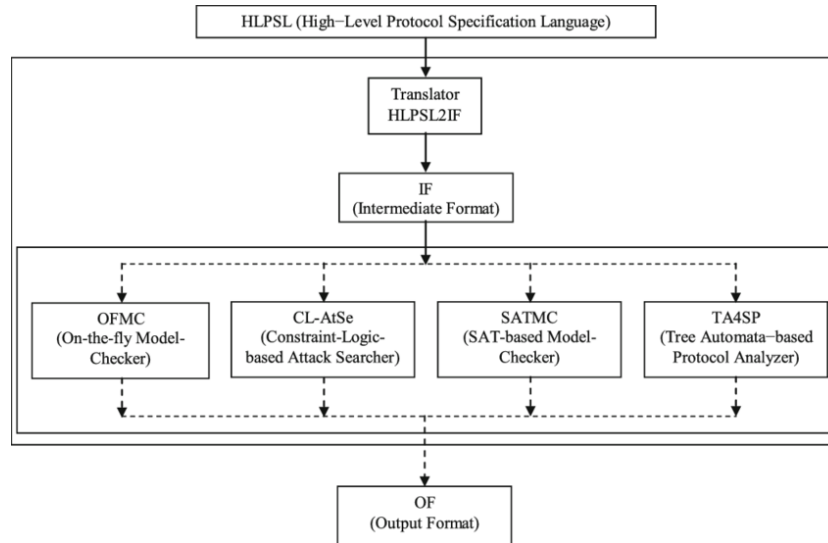 HLPSL (High−Level Protocol Specification Language)
Translator
HLPSL2IF
IF
(Intermediate Format)
OFMC
(On-the-fly Model-
Checker)
CL-AtSe
(Constraint-Logic-
based Attack Searcher)
SATMC
(SAT-based Model-
Checker)
TA4SP
(Tree Automata−based
Protocol Analyzer)
OF
(Output Format)